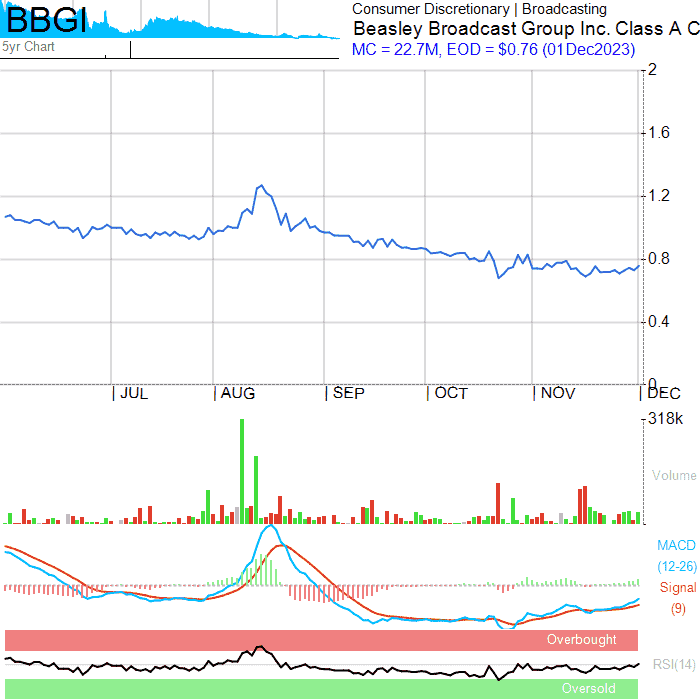 BBGI
5yr Chart
Consumer Discretionary | Broadcasting
Beasley Broadcast Group Inc. Class A C
MC = 22.7M, EOD = $0.76 (01Dec2023)
2
1.6
1.2
0.8
0.4
0
| JUL | AUG | SEP | OCT | NOV | DEC
318k
Volume
MACD
(12-26)
Signal
(9)
Overbought
RSI(14)
Oversold